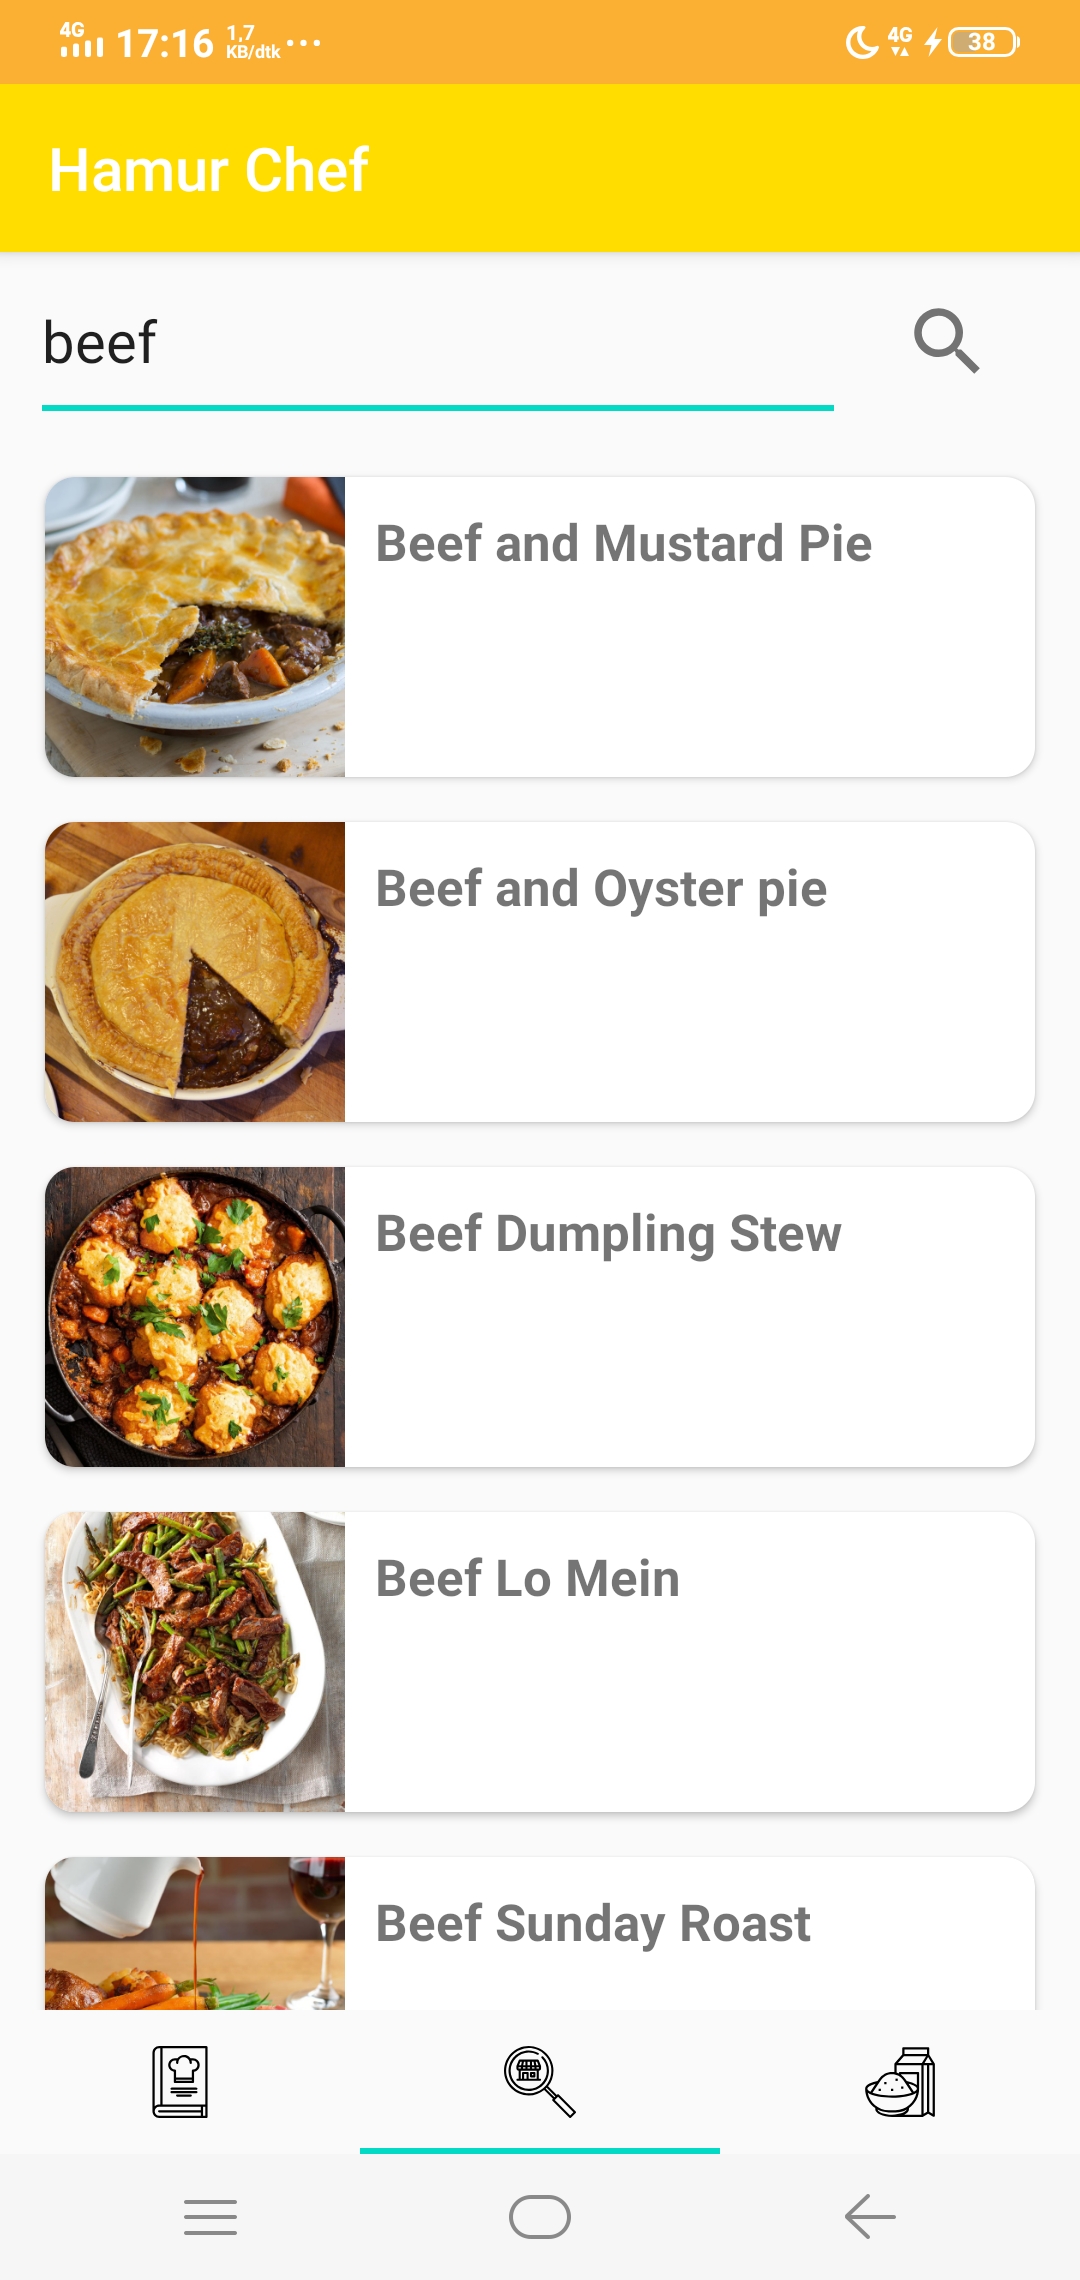 4G 17:16 1,7 KB/dtk ... 4G 38
Hamur Chef
beef
Beef and Mustard Pie
Beef and Oyster pie
Beef Dumpling Stew
Beef Lo Mein
Beef Sunday Roast